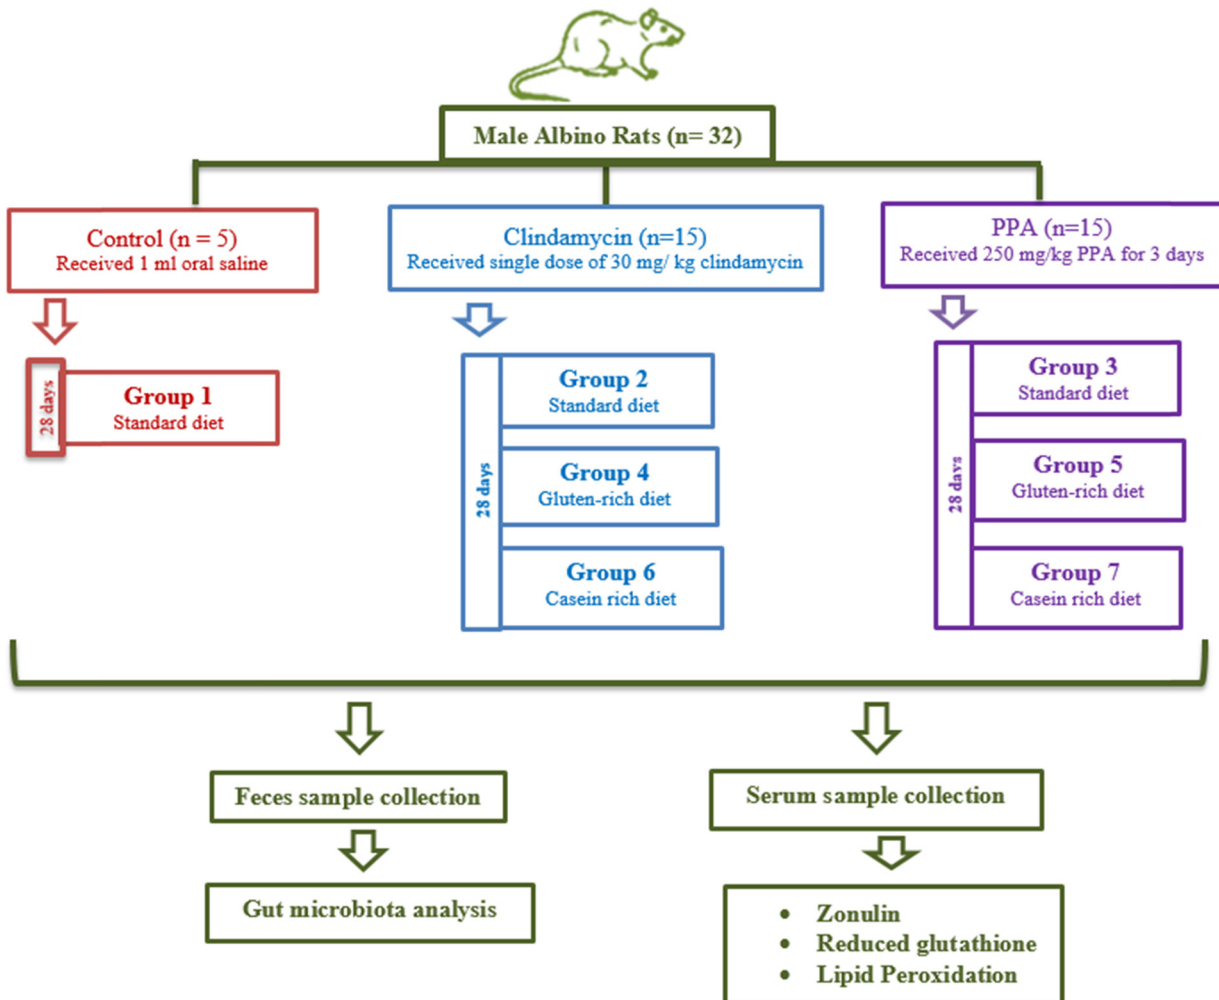 Male Albino Rats (n= 32)
Control (n = 5)
Received 1 ml oral saline
Clindamycin (n=15)
Received single dose of 30 mg/ kg clindamycin
PPA (n=15)
Received 250 mg/kg PPA for 3 days
28 days
Group 1
Standard diet
28 days
Group 2
Standard diet
Group 4
Gluten-rich diet
Group 6
Casein rich diet
28 days
Group 3
Standard diet
Group 5
Gluten-rich diet
Group 7
Casein rich diet
Feces sample collection
Gut microbiota analysis
Serum sample collection
• Zonulin
• Reduced glutathione
• Lipid Peroxidation